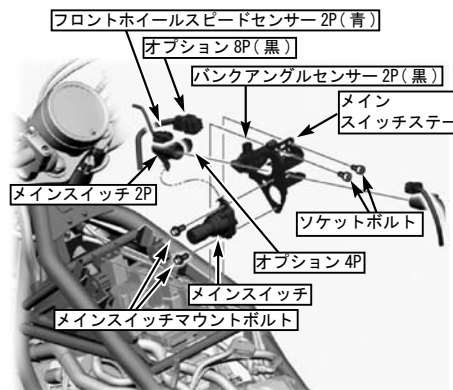 フロントホイールスピードセンサー 2P(青)
オプション 8P(黒)
バンクアングルセンサー 2P(黒)
メイン
スイッチステー
メインスイッチ 2P
ソケットボルト
オプション 4P
メインスイッチ
メインスイッチマウントボルト